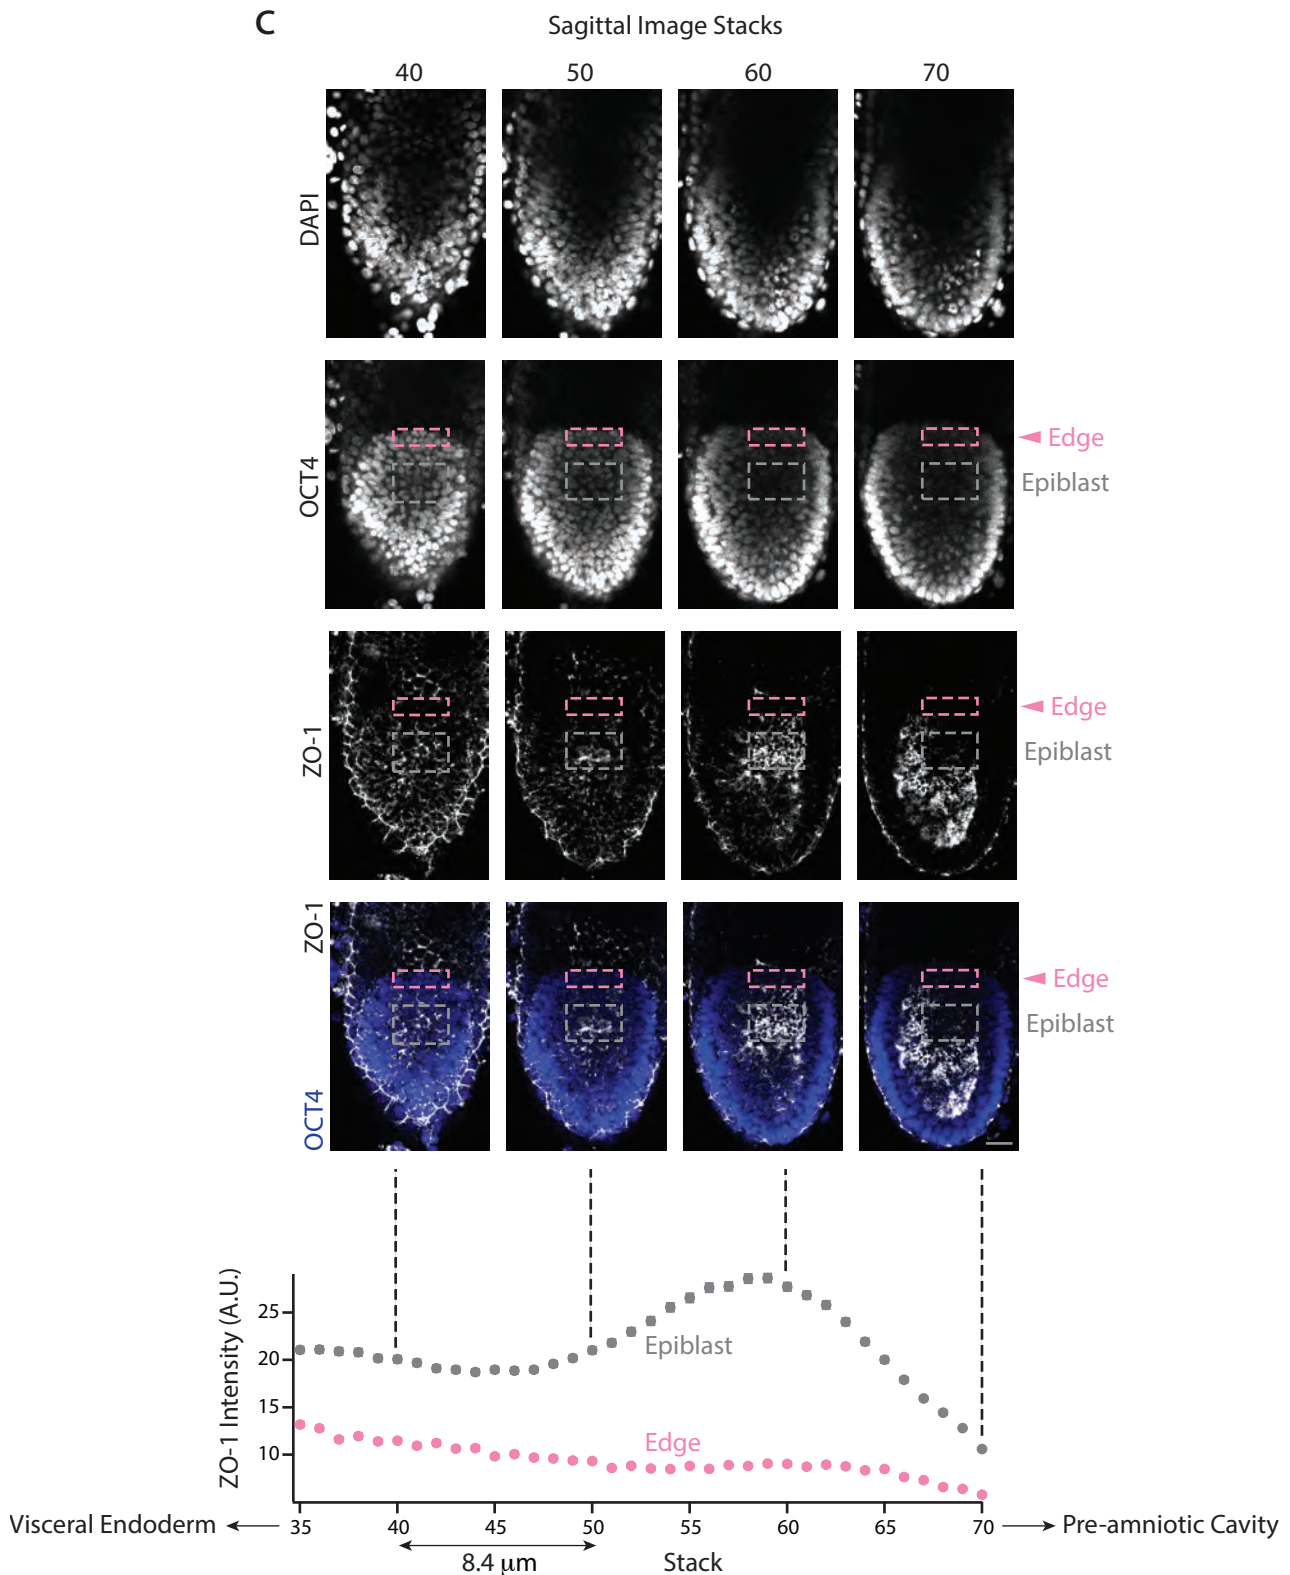 C
Sagittal Image Stacks
40 50 60 70
DAPI
OCT4
Edge
Epiblast
ZO-1
Edge
Epiblast
OCT4 ZO-1
Edge
Epiblast
ZO-1 Intensity (A.U.)
25
20
15
10
Epiblast
Edge
Visceral Endoderm 35 40 45 50 55 60 65 70 Pre-amniotic Cavity
8.4 μm
Stack